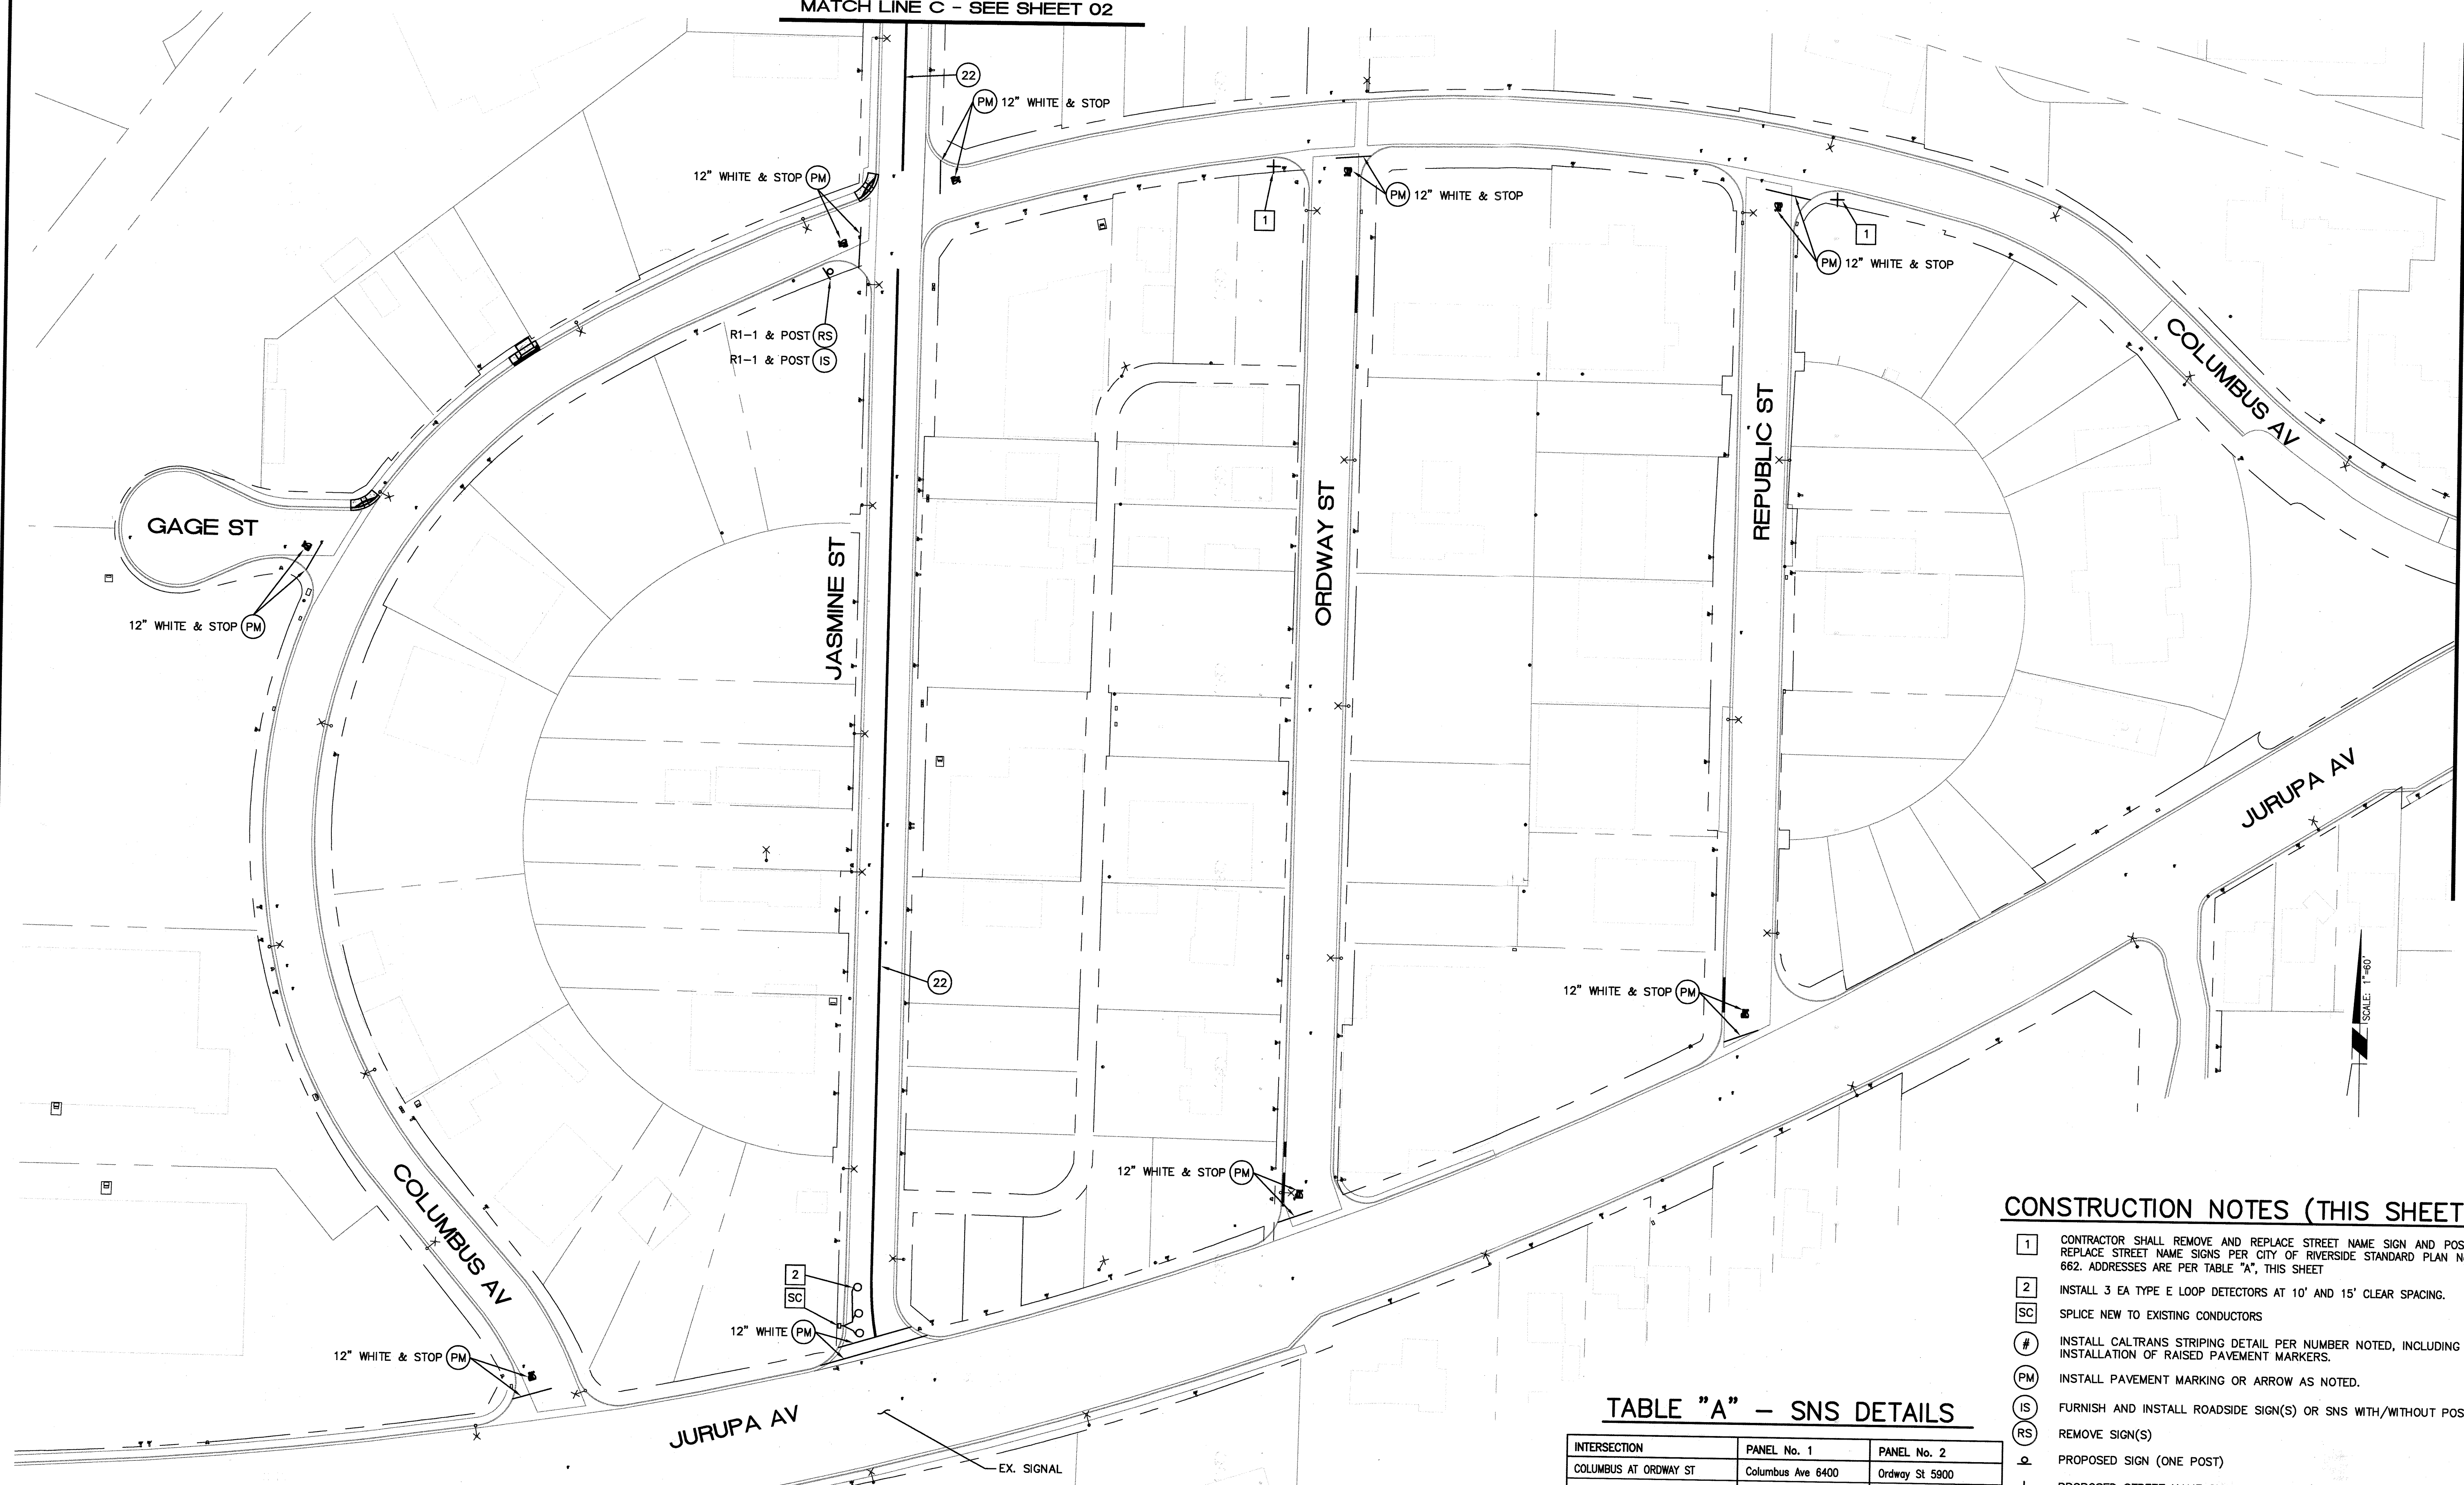 MATCH LINE C - SEE SHEET 02
22
PM 12" WHITE & STOP
12" WHITE & STOP PM
1
PM 12" WHITE & STOP
1
PM 12" WHITE & STOP
R1-1 & POST RS
R1-1 & POST IS
COLUMBUS AV
GAGE ST
12" WHITE & STOP PM
JASMINE ST
ORDWAY ST
REPUBLIC ST
JURUPA AV
22
12" WHITE & STOP PM
SCALE: 1"=60'
12" WHITE & STOP PM
COLUMBUS AV
2
SC
12" WHITE PM
12" WHITE & STOP PM
JURUPA AV
EX. SIGNAL
CONSTRUCTION NOTES (THIS SHEET
1 CONTRACTOR SHALL REMOVE AND REPLACE STREET NAME SIGN AND POS
REPLACE STREET NAME SIGNS PER CITY OF RIVERSIDE STANDARD PLAN N
662. ADDRESSES ARE PER TABLE "A", THIS SHEET
2 INSTALL 3 EA TYPE E LOOP DETECTORS AT 10' AND 15' CLEAR SPACING.
SC SPLICE NEW TO EXISTING CONDUCTORS
# INSTALL CALTRANS STRIPING DETAIL PER NUMBER NOTED, INCLUDING
INSTALLATION OF RAISED PAVEMENT MARKERS.
PM INSTALL PAVEMENT MARKING OR ARROW AS NOTED.
IS FURNISH AND INSTALL ROADSIDE SIGN(S) OR SNS WITH/WITHOUT POS
RS REMOVE SIGN(S)
PROPOSED SIGN (ONE POST)
TABLE "A" - SNS DETAILS
INTERSECTION PANEL No. 1 PANEL No. 2
COLUMBUS AT ORDWAY ST Columbus Ave 6400 Ordway St 5900